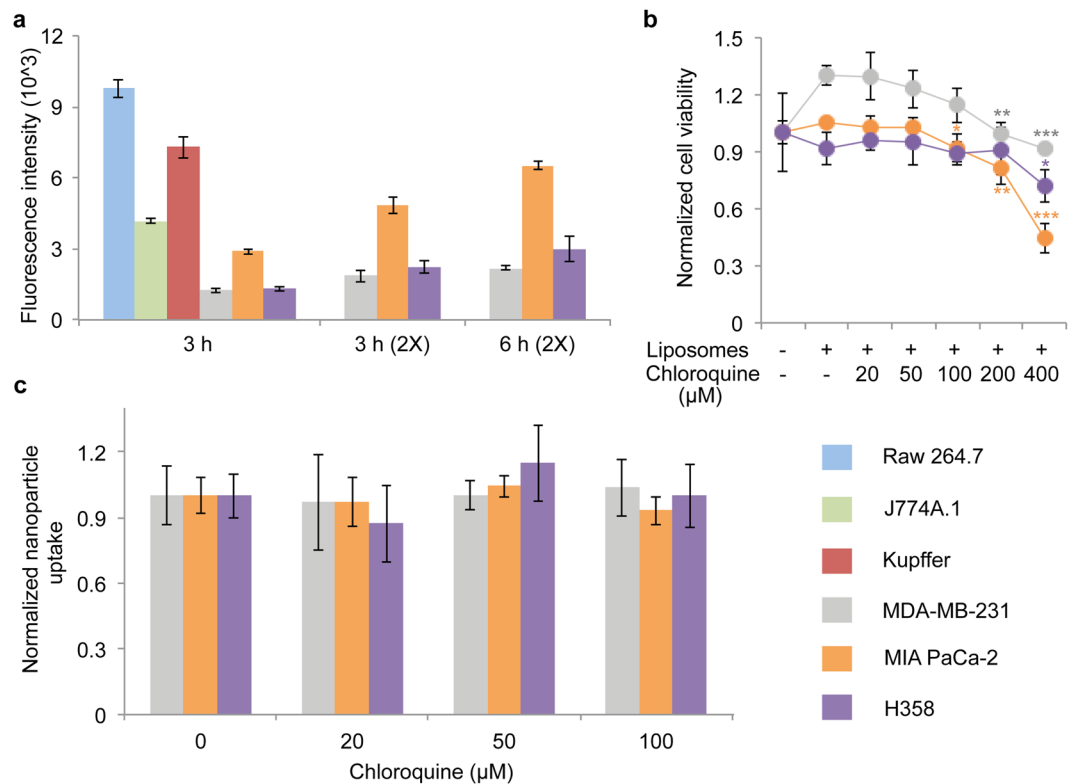 a
Fluorescence intensity (10^3)
12
9
6
3
0
3 h
3 h (2X)
6 h (2X)
b
Normalized cell viability
1.5
1.2
0.9
0.6
0.3
0
*
**
**
***
*
***
Liposomes - + + + + + +
Chloroquine - - 20 50 100 200 400
(μM)
c
Normalized nanoparticle
uptake
1.2
0.9
0.6
0.3
0
0 20 50 100
Chloroquine (μM)
Raw 264.7
J774A.1
Kupffer
MDA-MB-231
MIA PaCa-2
H358